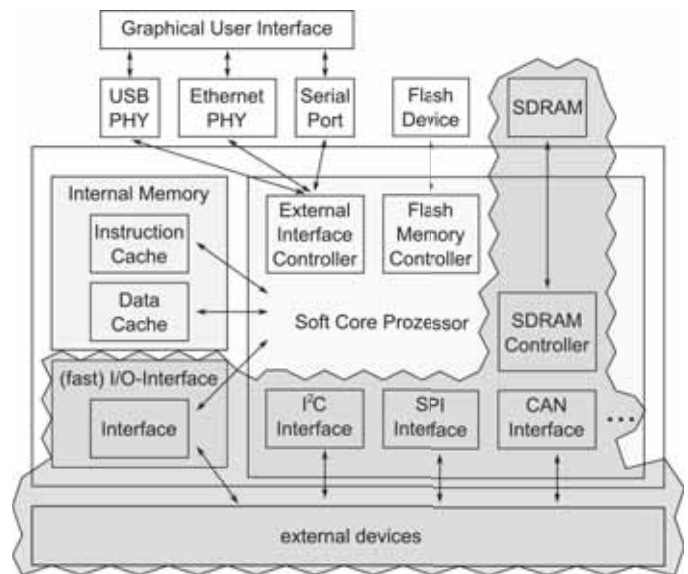 Graphical User Interface
USB
PHY
Ethernet
PHY
Serial
Port
Flash
Device
SDRAM
Internal Memory
Instruction
Cache
Data
Cache
External
Interface
Controller
Flash
Memory
Controller
Soft Core Prozessor
SDRAM
Controller
(fast) I/O-Interface
Interface
I²C
Interface
SPI
Interface
CAN
Interface
...
external devices